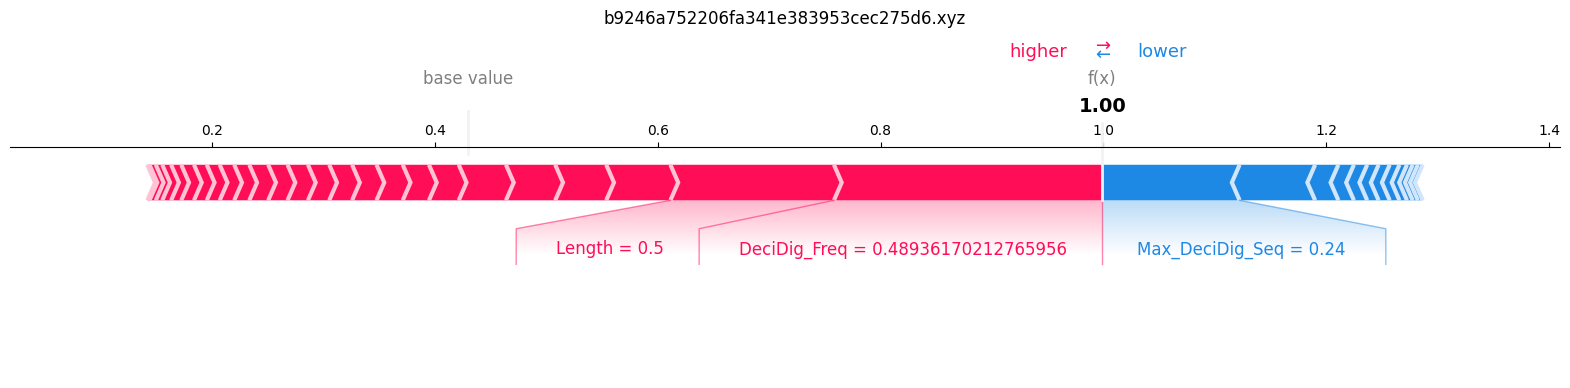 b9246a752206fa341e383953cec275d6.xyz
higher ⇄ lower
base value f(x)
1.00
0.2 0.4 0.6 0.8 1.0 1.2 1.4
Length = 0.5 DeciDig_Freq = 0.48936170212765956 Max_DeciDig_Seq = 0.24